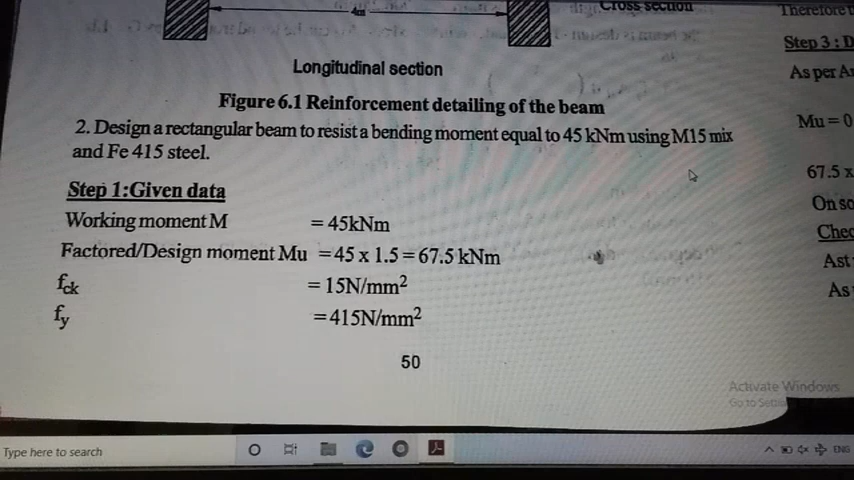 4m
Cross section
Longitudinal section
Figure 6.1 Reinforcement detailing of the beam
2. Design a rectangular beam to resist a bending moment equal to 45 kNm using M15 mix
and Fe 415 steel.
Step 1:Given data
Working moment M = 45kNm
Factored/Design moment Mu = 45 x 1.5 = 67.5 kNm
fck = 15N/mm²
fy =415N/mm²
50
Therefore
Step 3 : D
As per
Mu = 0
67.5 x
On so
Chec
Ast
As
Activate Windows
Go to
Type here to search
ENG